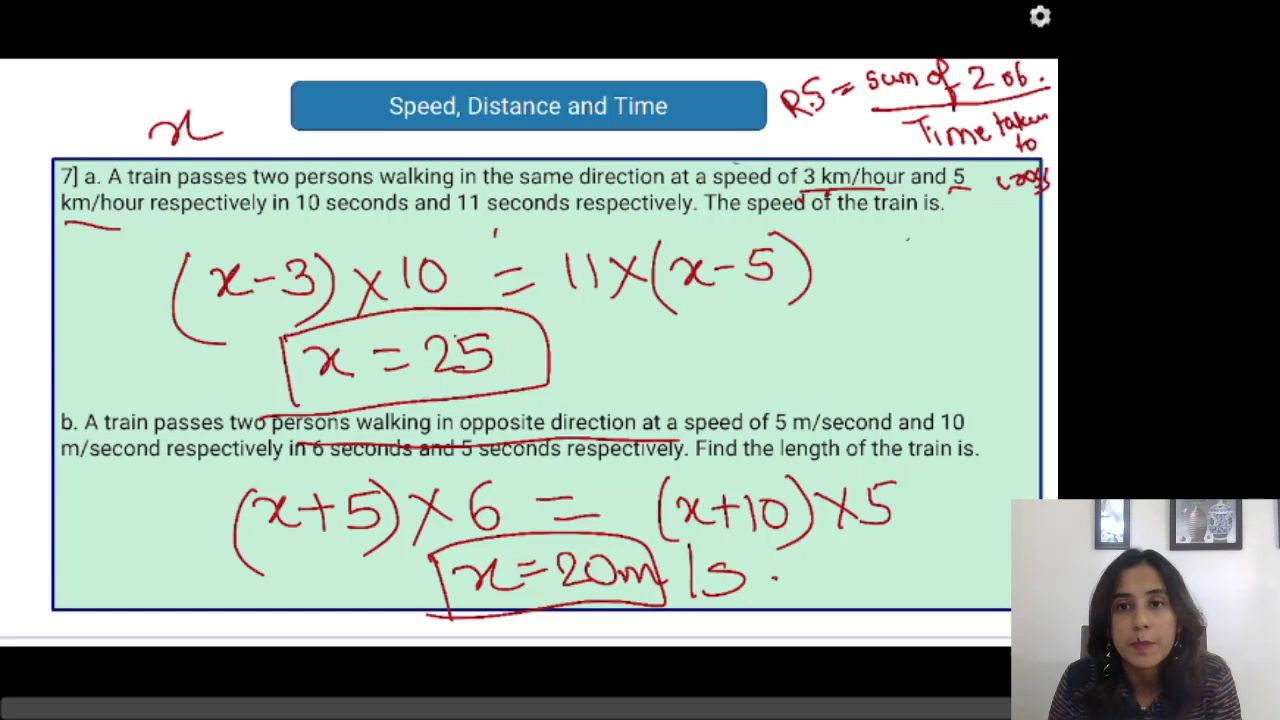 Speed, Distance and Time
R.S = sum of 2 ob.
Time taken
to
cross
x
7] a. A train passes two persons walking in the same direction at a speed of 3 km/hour and 5
km/hour respectively in 10 seconds and 11 seconds respectively. The speed of the train is.
(x-3) × 10 = 11 × (x-5)
x = 25
b. A train passes two persons walking in opposite direction at a speed of 5 m/second and 10
m/second respectively in 6 seconds and 5 seconds respectively. Find the length of the train is.
(x+5) × 6 = (x+10) × 5
x = 20m/s.